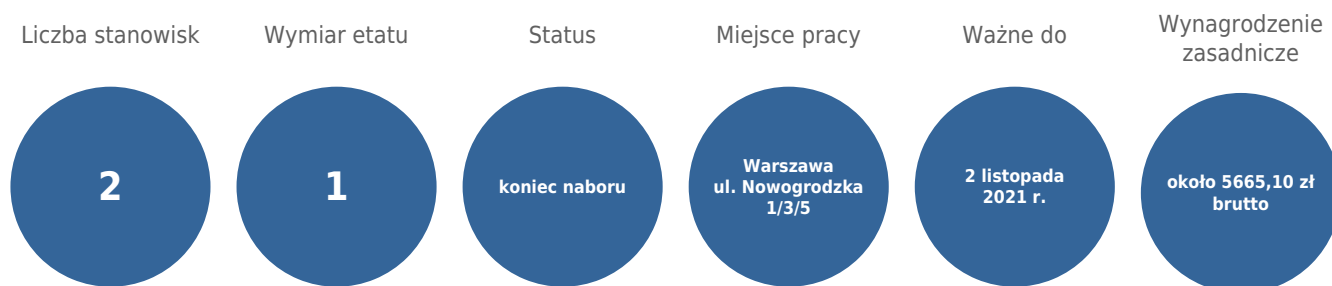 Liczba stanowisk
2
Wymiar etatu
1
Status
koniec naboru
Miejsce pracy
Warszawa
ul. Nowogrodzka
1/3/5
Ważne do
2 listopada
2021 r.
Wynagrodzenie
zasadnicze
około 5665,10 zł
brutto